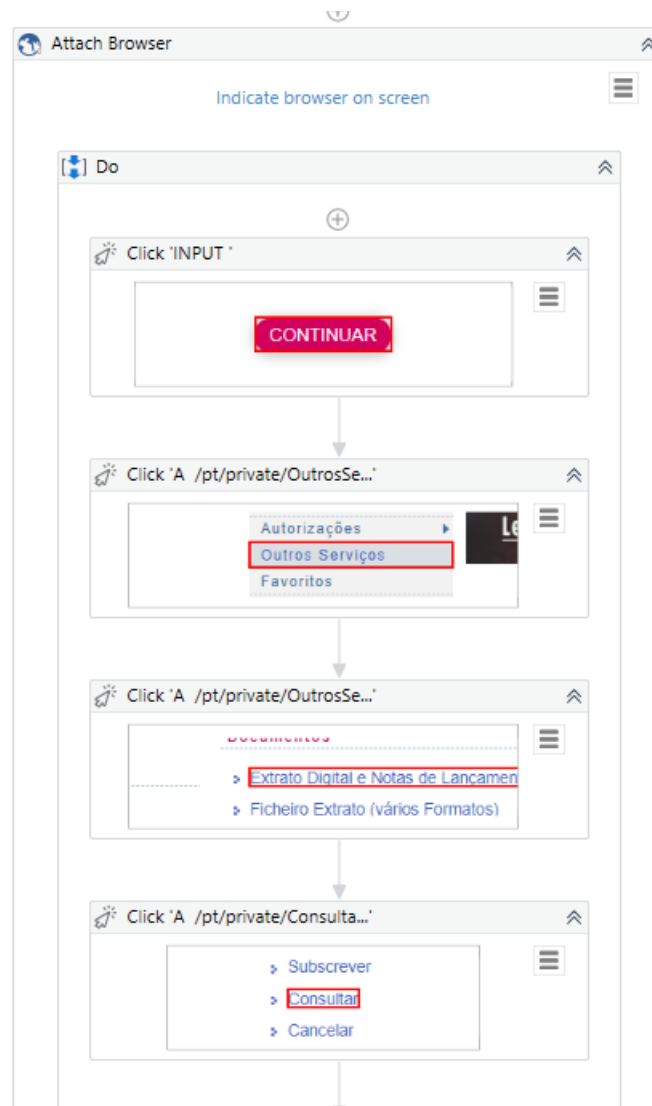 Attach Browser
Indicate browser on screen
Do
Click 'INPUT '
CONTINUAR
Click 'A /pt/private/OutrosSe...'
Autorizações
Le
Outros Serviços
Favoritos
Click 'A /pt/private/OutrosSe...'
Documentos
Extrato Digital e Notas de Lançamen
Ficheiro Extrato (vários Formatos)
Click 'A /pt/private/Consulta...'
Subscrever
Consultar
Cancelar